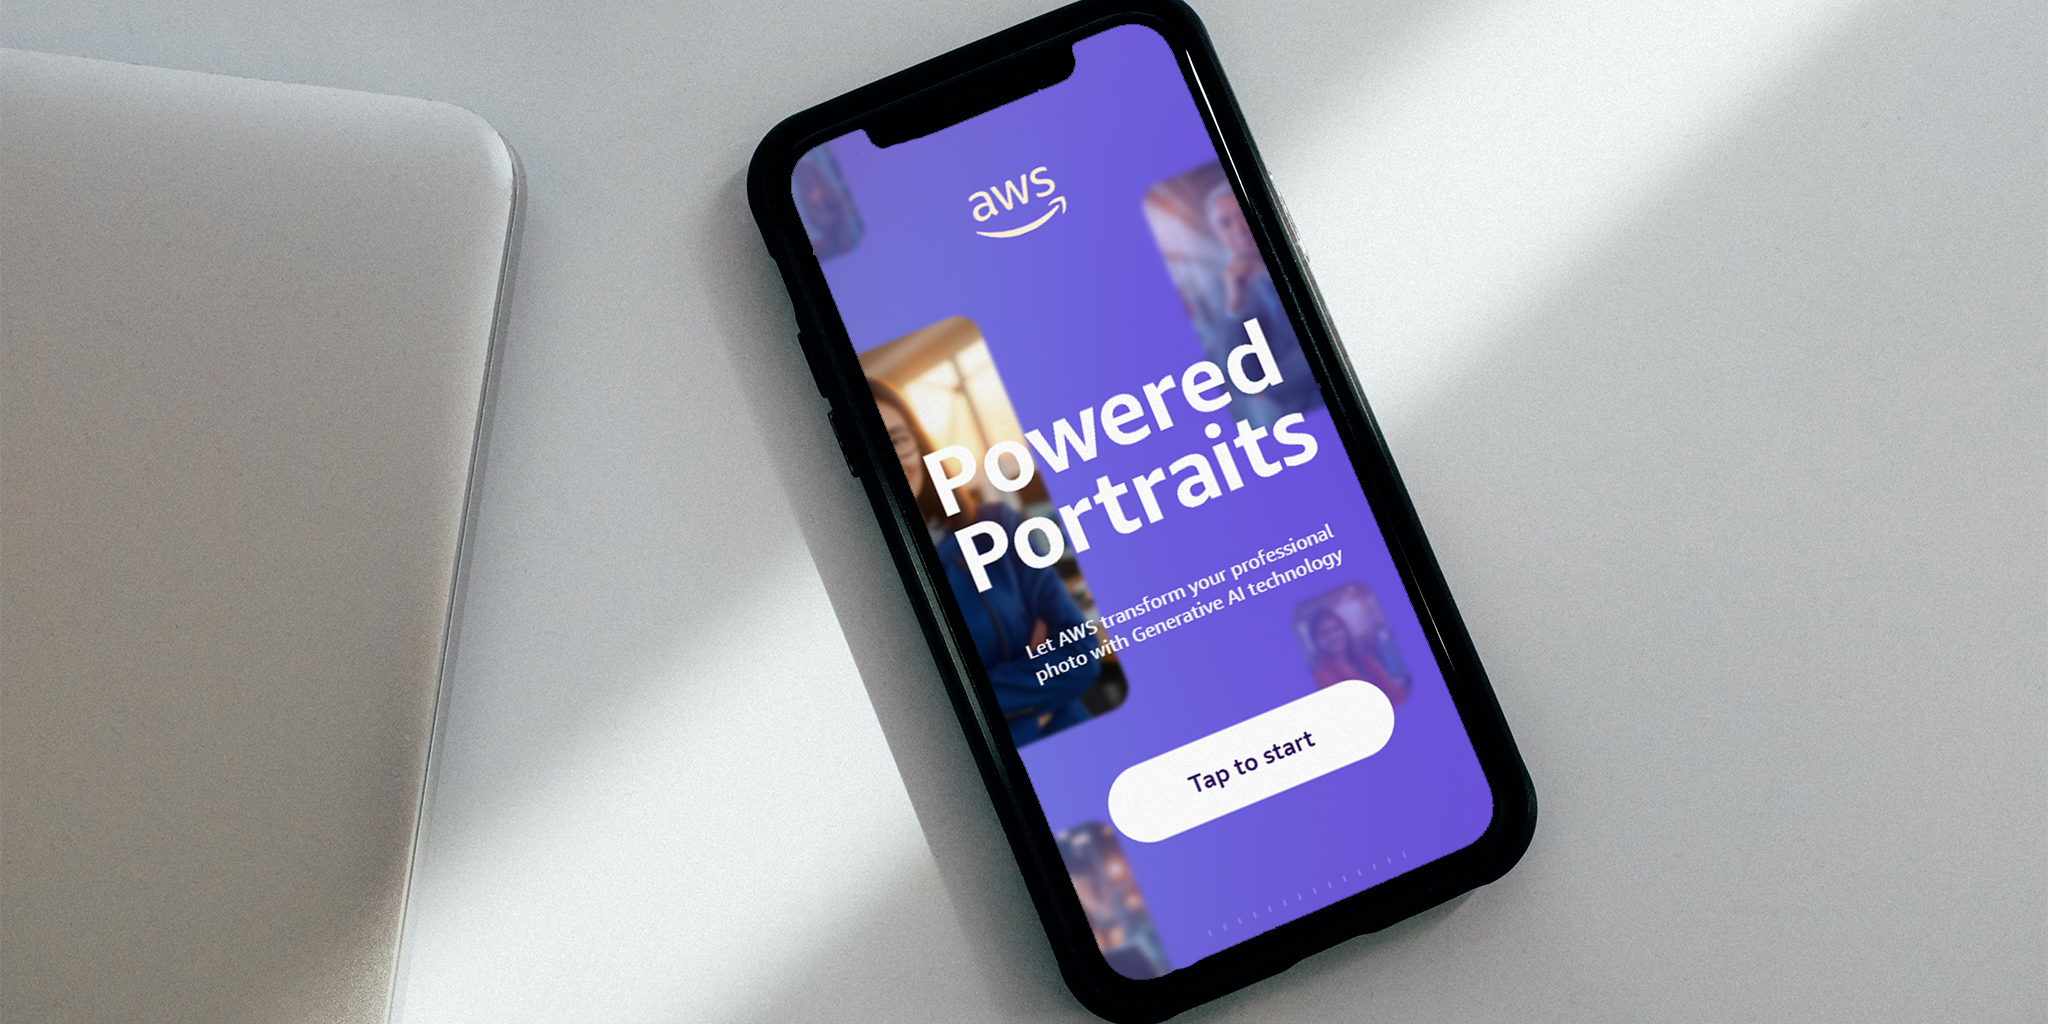 aws
Powered
Portraits
Let AWS transform your professional
photo with Generative AI technology
Tap to start